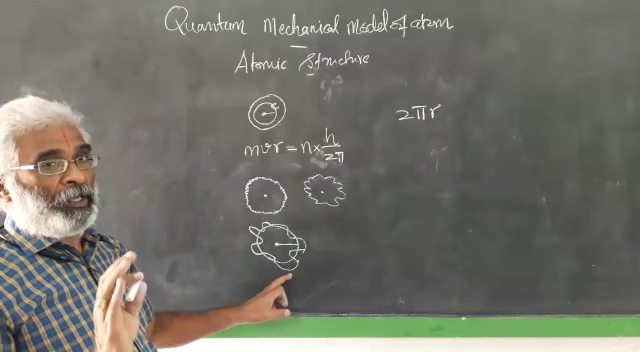 Quantum Mechanical Model of atom
Atomic Structure
2πr
mvr = n × h/2π